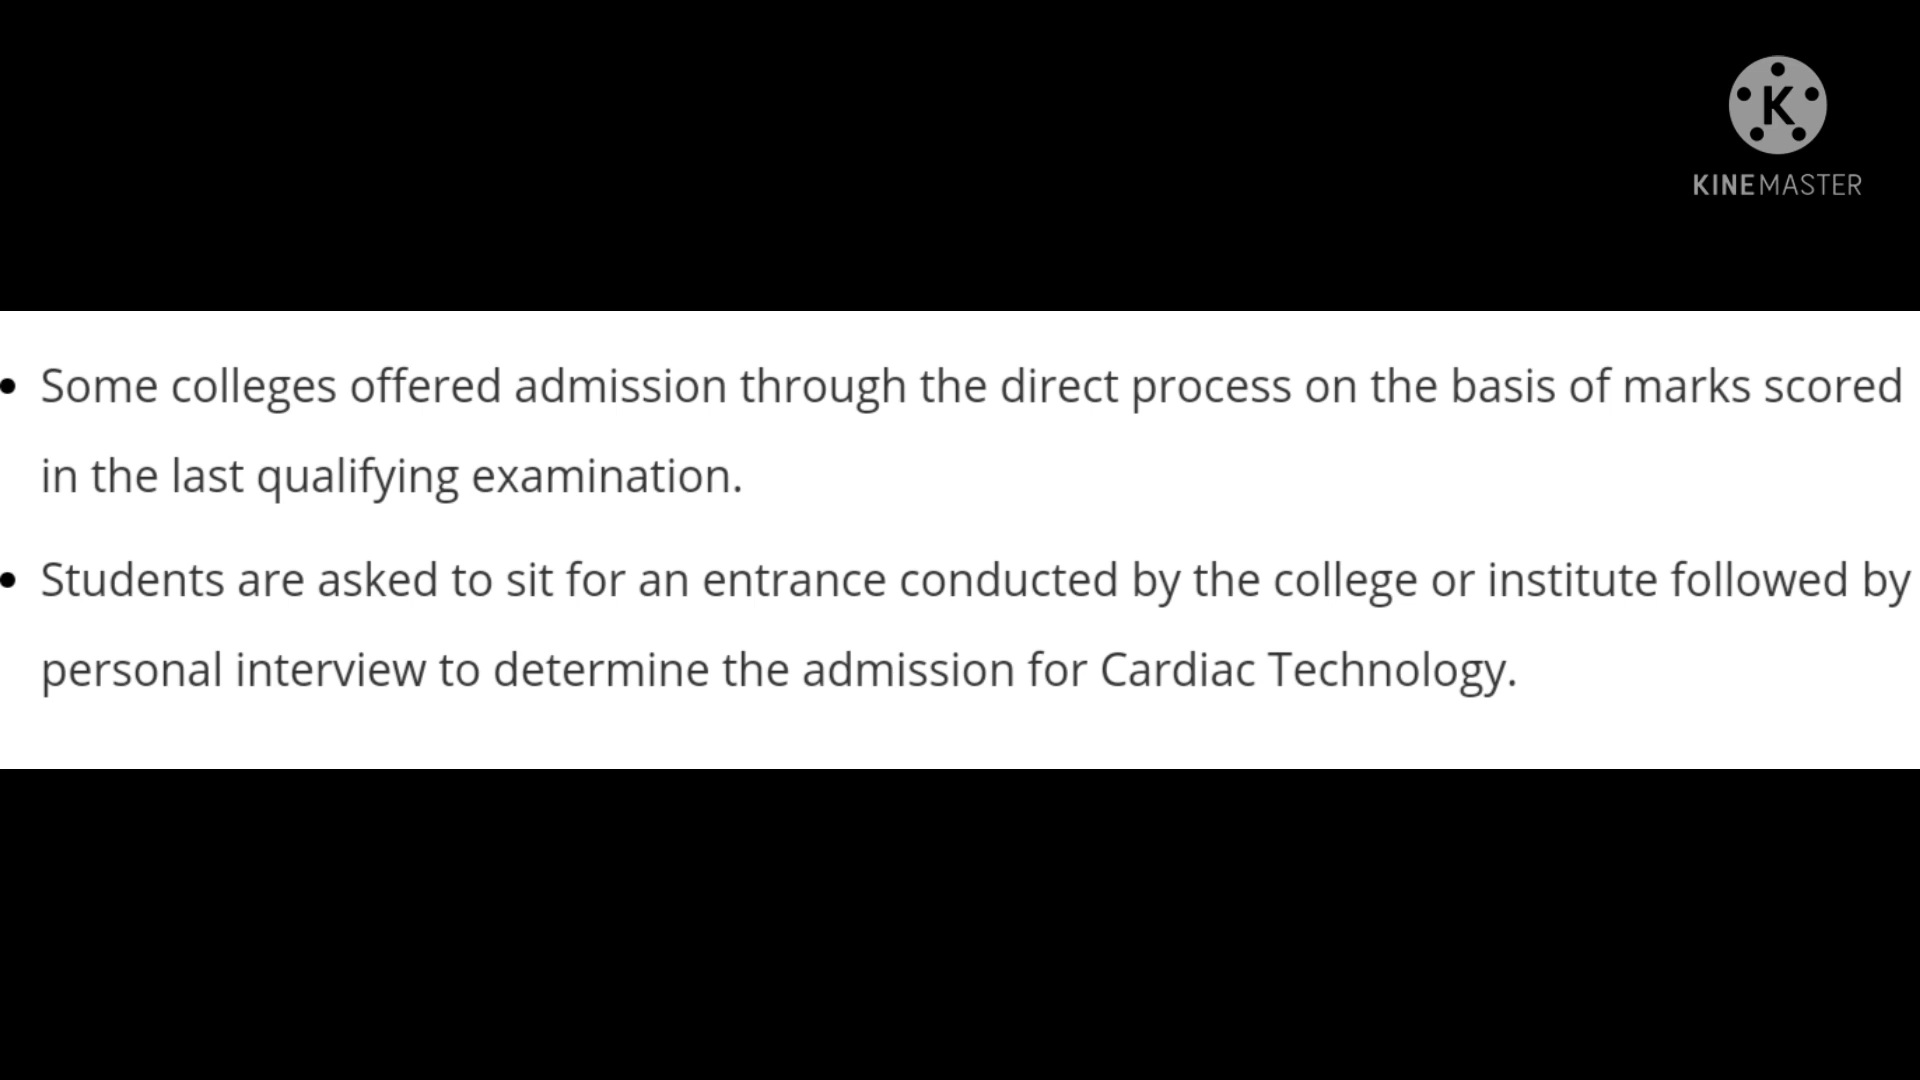 K
KINEMASTER
• Some colleges offered admission through the direct process on the basis of marks scored
in the last qualifying examination.
• Students are asked to sit for an entrance conducted by the college or institute followed by
personal interview to determine the admission for Cardiac Technology.